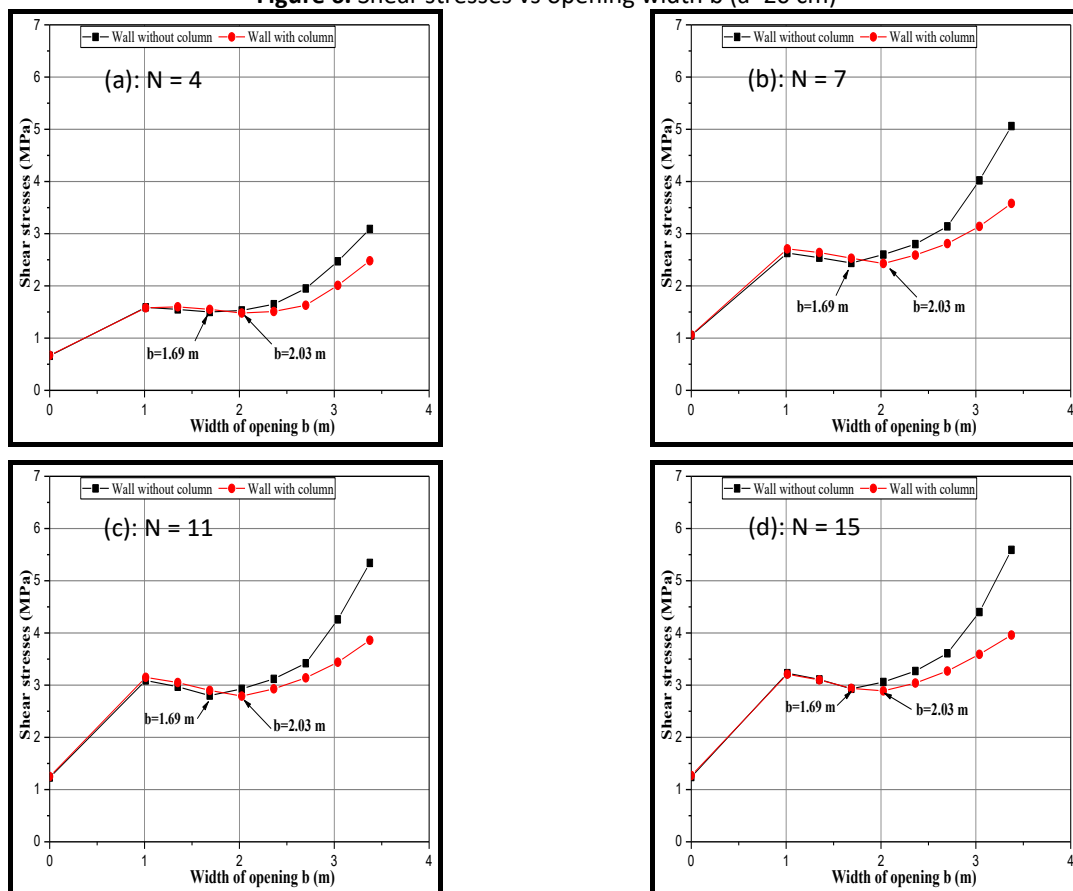 Figure Shear stresses vs opening width b cm)
Wall without column Wall with column
(a): N = 4
Shear stresses (MPa)
7
6
5
4
3
2
1
0
b=1.69 m
b=2.03 m
0 1 2 3 4
Width of opening b (m)
Wall without column Wall with column
(b): N = 7
Shear stresses (MPa)
7
6
5
4
3
2
1
0
b=1.69 m
b=2.03 m
0 1 2 3 4
Width of opening b (m)
Wall without column Wall with column
(c): N = 11
Shear stresses (MPa)
7
6
5
4
3
2
1
0
b=1.69 m
b=2.03 m
0 1 2 3 4
Width of opening b (m)
Wall without column Wall with column
(d): N = 15
Shear stresses (MPa)
7
6
5
4
3
2
1
0
b=1.69 m
b=2.03 m
0 1 2 3 4
Width of opening b (m)